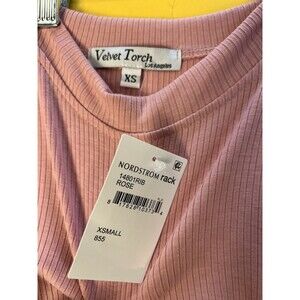 Velvet Torch
Los Angeles
XS
NORDSTROM rack
14801RIB
ROSE
XSMALL
855